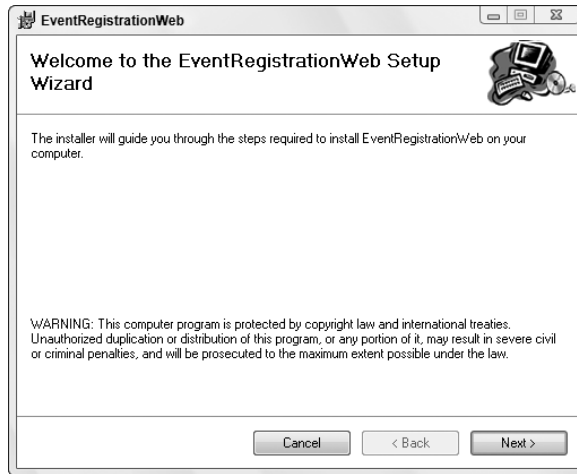 EventRegistrationWeb
Welcome to the EventRegistrationWeb Setup
Wizard
The installer will guide you through the steps required to install EventRegistrationWeb on your
computer.
WARNING: This computer program is protected by copyright law and international treaties.
Unauthorized duplication or distribution of this program, or any portion of it, may result in severe civil
or criminal penalties, and will be prosecuted to the maximum extent possible under the law.
Cancel
< Back
Next >